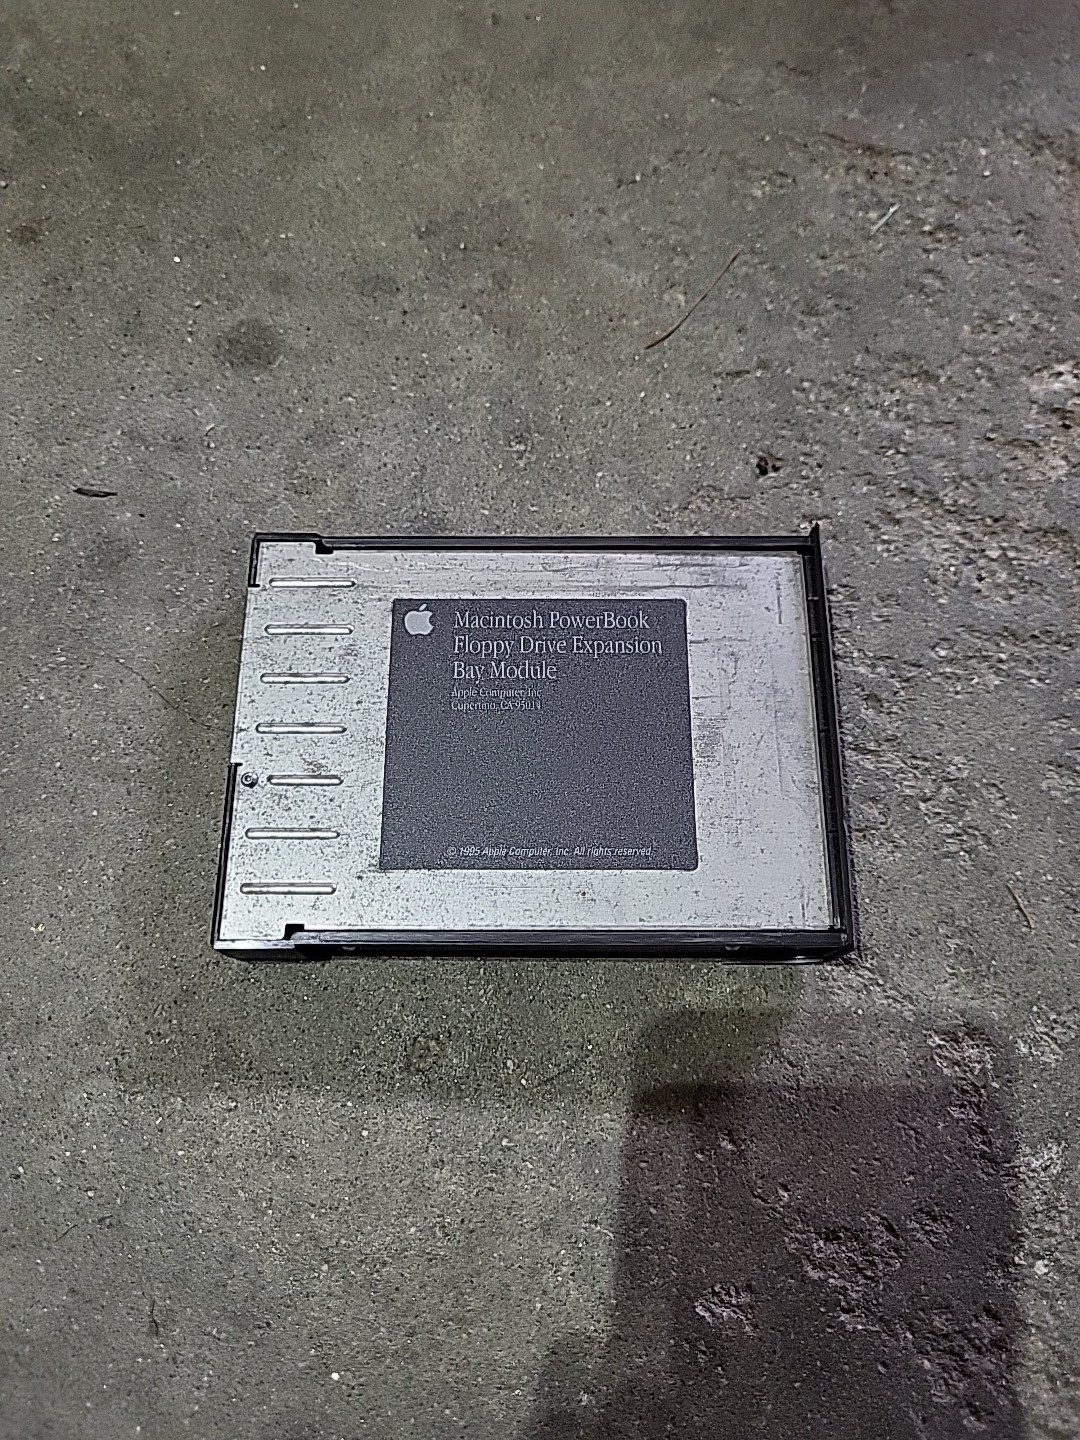 Macintosh PowerBook
Floppy Drive Expansion
Bay Module
Apple Computer, Inc.
Cupertino, CA 95014
© 1995 Apple Computer, Inc. All rights reserved.